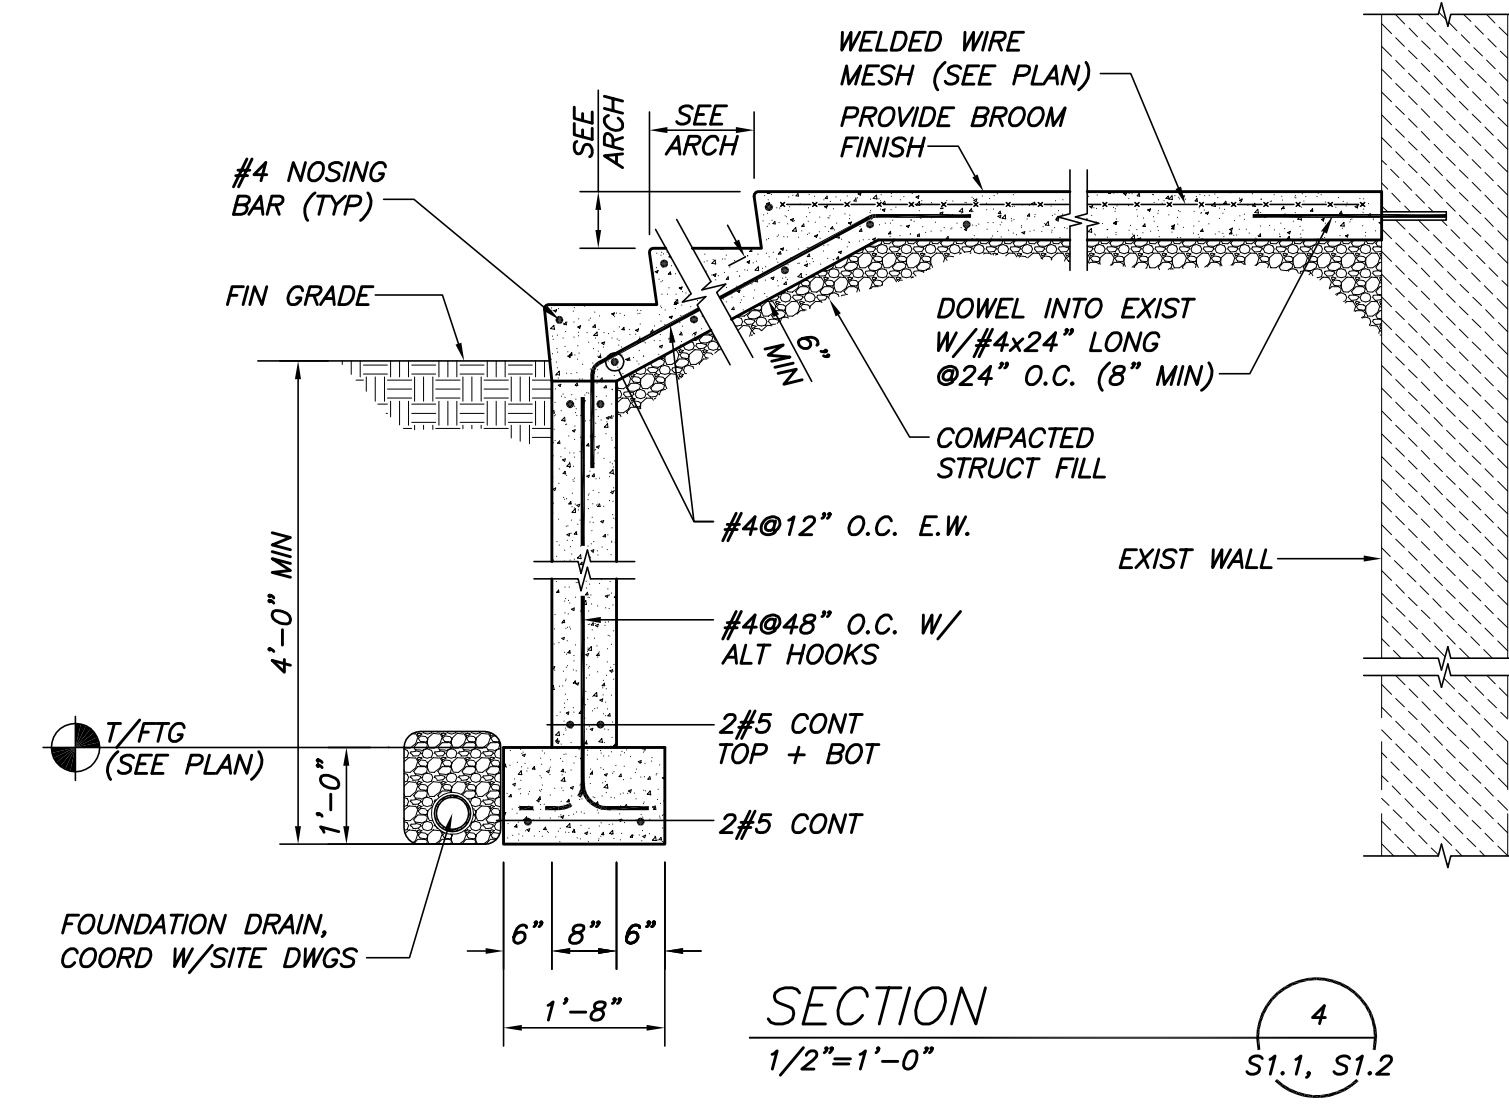 WELDED WIRE
MESH (SEE PLAN)
PROVIDE BROOM
FINISH
SEE
ARCH
SEE
ARCH
#4 NOSING
BAR (TYP)
FIN GRADE
6"
MIN
DOWEL INTO EXIST
W/#4x24" LONG
@24" O.C. (8" MIN)
COMPACTED
STRUCT FILL
#4@12" O.C. E.W.
EXIST WALL
4'-0" MIN
#4@48" O.C. W/
ALT HOOKS
T/FTG
(SEE PLAN)
2#5 CONT
TOP + BOT
1'-0"
2#5 CONT
FOUNDATION DRAIN,
COORD W/SITE DWGS
6" 8" 6"
1'-8"
SECTION
1/2"=1'-0"
4
S1.1, S1.2